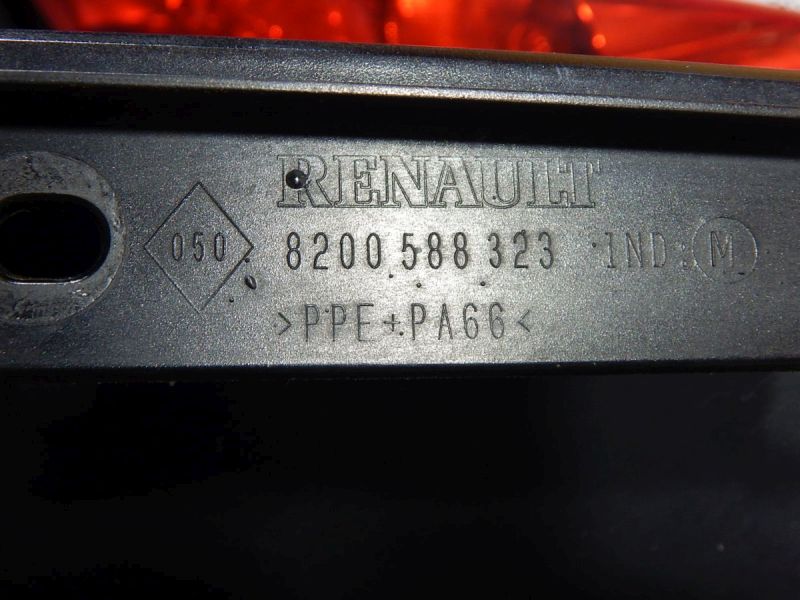 RENAULT
050 8200 588 323 IND: M
>PPE+PA66<